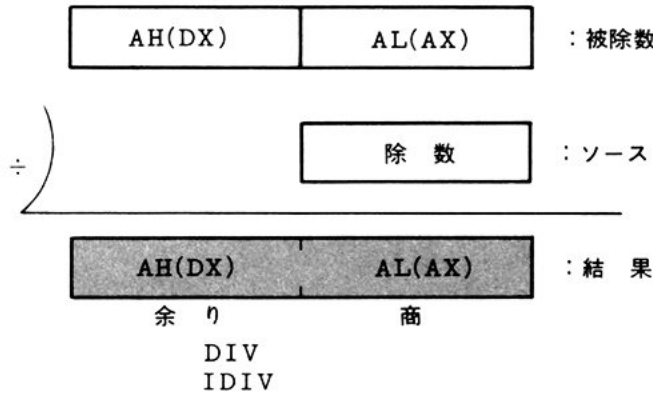 AH(DX) AL(AX) :被除数
÷ 除 数 :ソース
AH(DX) AL(AX) :結 果
余 り 商
DIV
IDIV